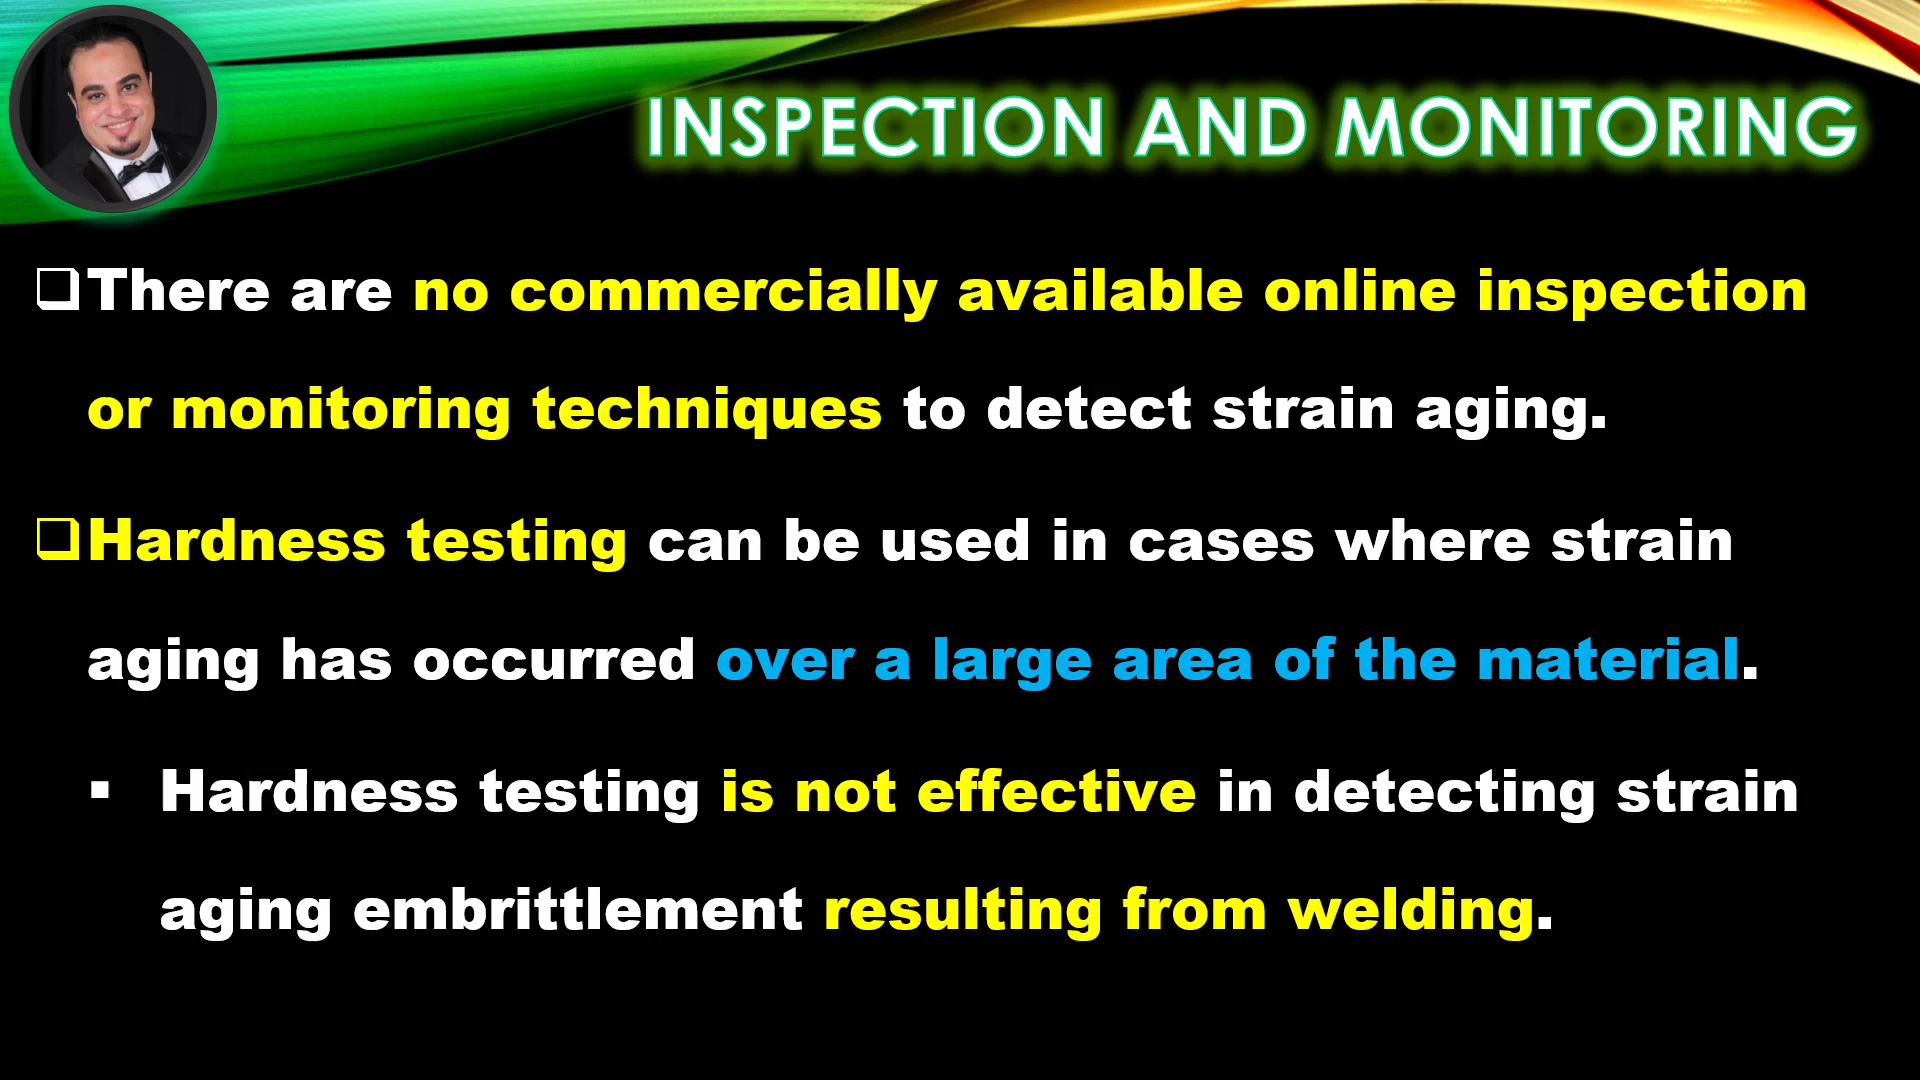 INSPECTION AND MONITORING
❑There are no commercially available online inspection
or monitoring techniques to detect strain aging.
❑Hardness testing can be used in cases where strain
aging has occurred over a large area of the material.
▪ Hardness testing is not effective in detecting strain
aging embrittlement resulting from welding.